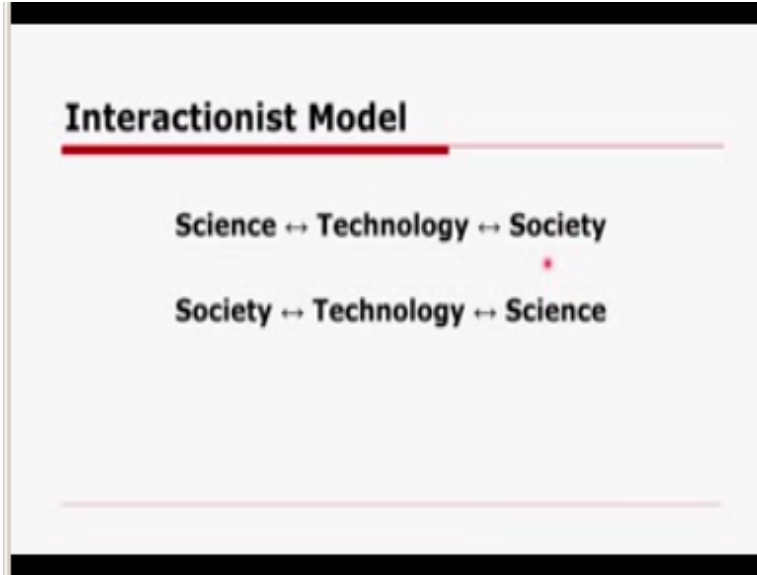 Interactionist Model
Science ↔ Technology ↔ Society
Society ↔ Technology ↔ Science